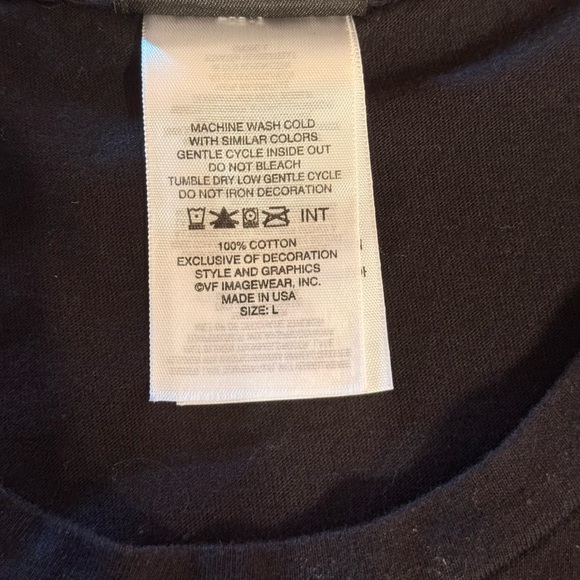 MACHINE WASH COLD
WITH SIMILAR COLORS
GENTLE CYCLE INSIDE OUT
DO NOT BLEACH
TUMBLE DRY LOW GENTLE CYCLE
DO NOT IRON DECORATION
INT
100% COTTON
EXCLUSIVE OF DECORATION
STYLE AND GRAPHICS
©VF IMAGEWEAR, INC.
MADE IN USA
SIZE: L